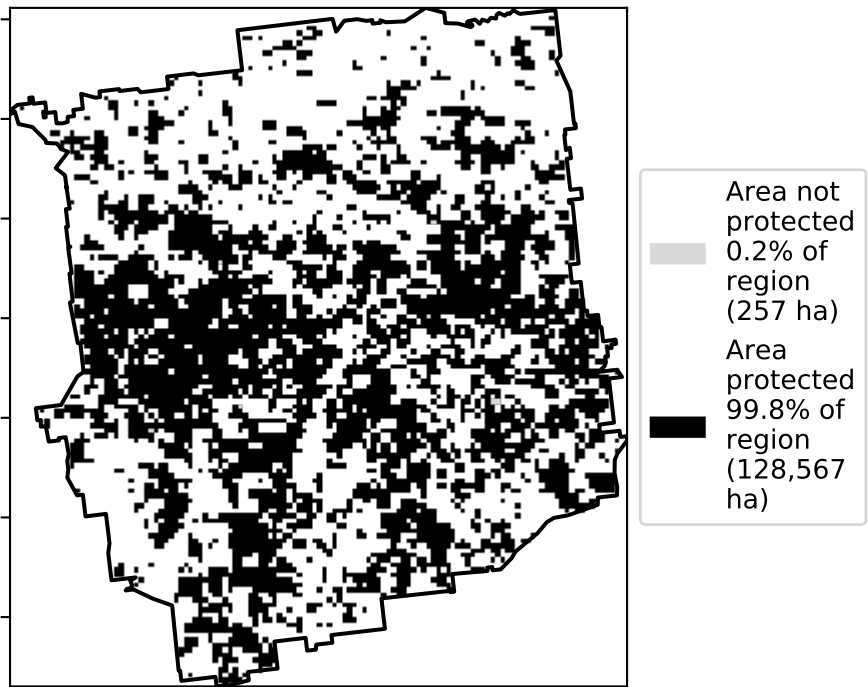 Area not
protected
0.2% of
region
(257 ha)
Area
protected
99.8% of
region
(128,567
ha)